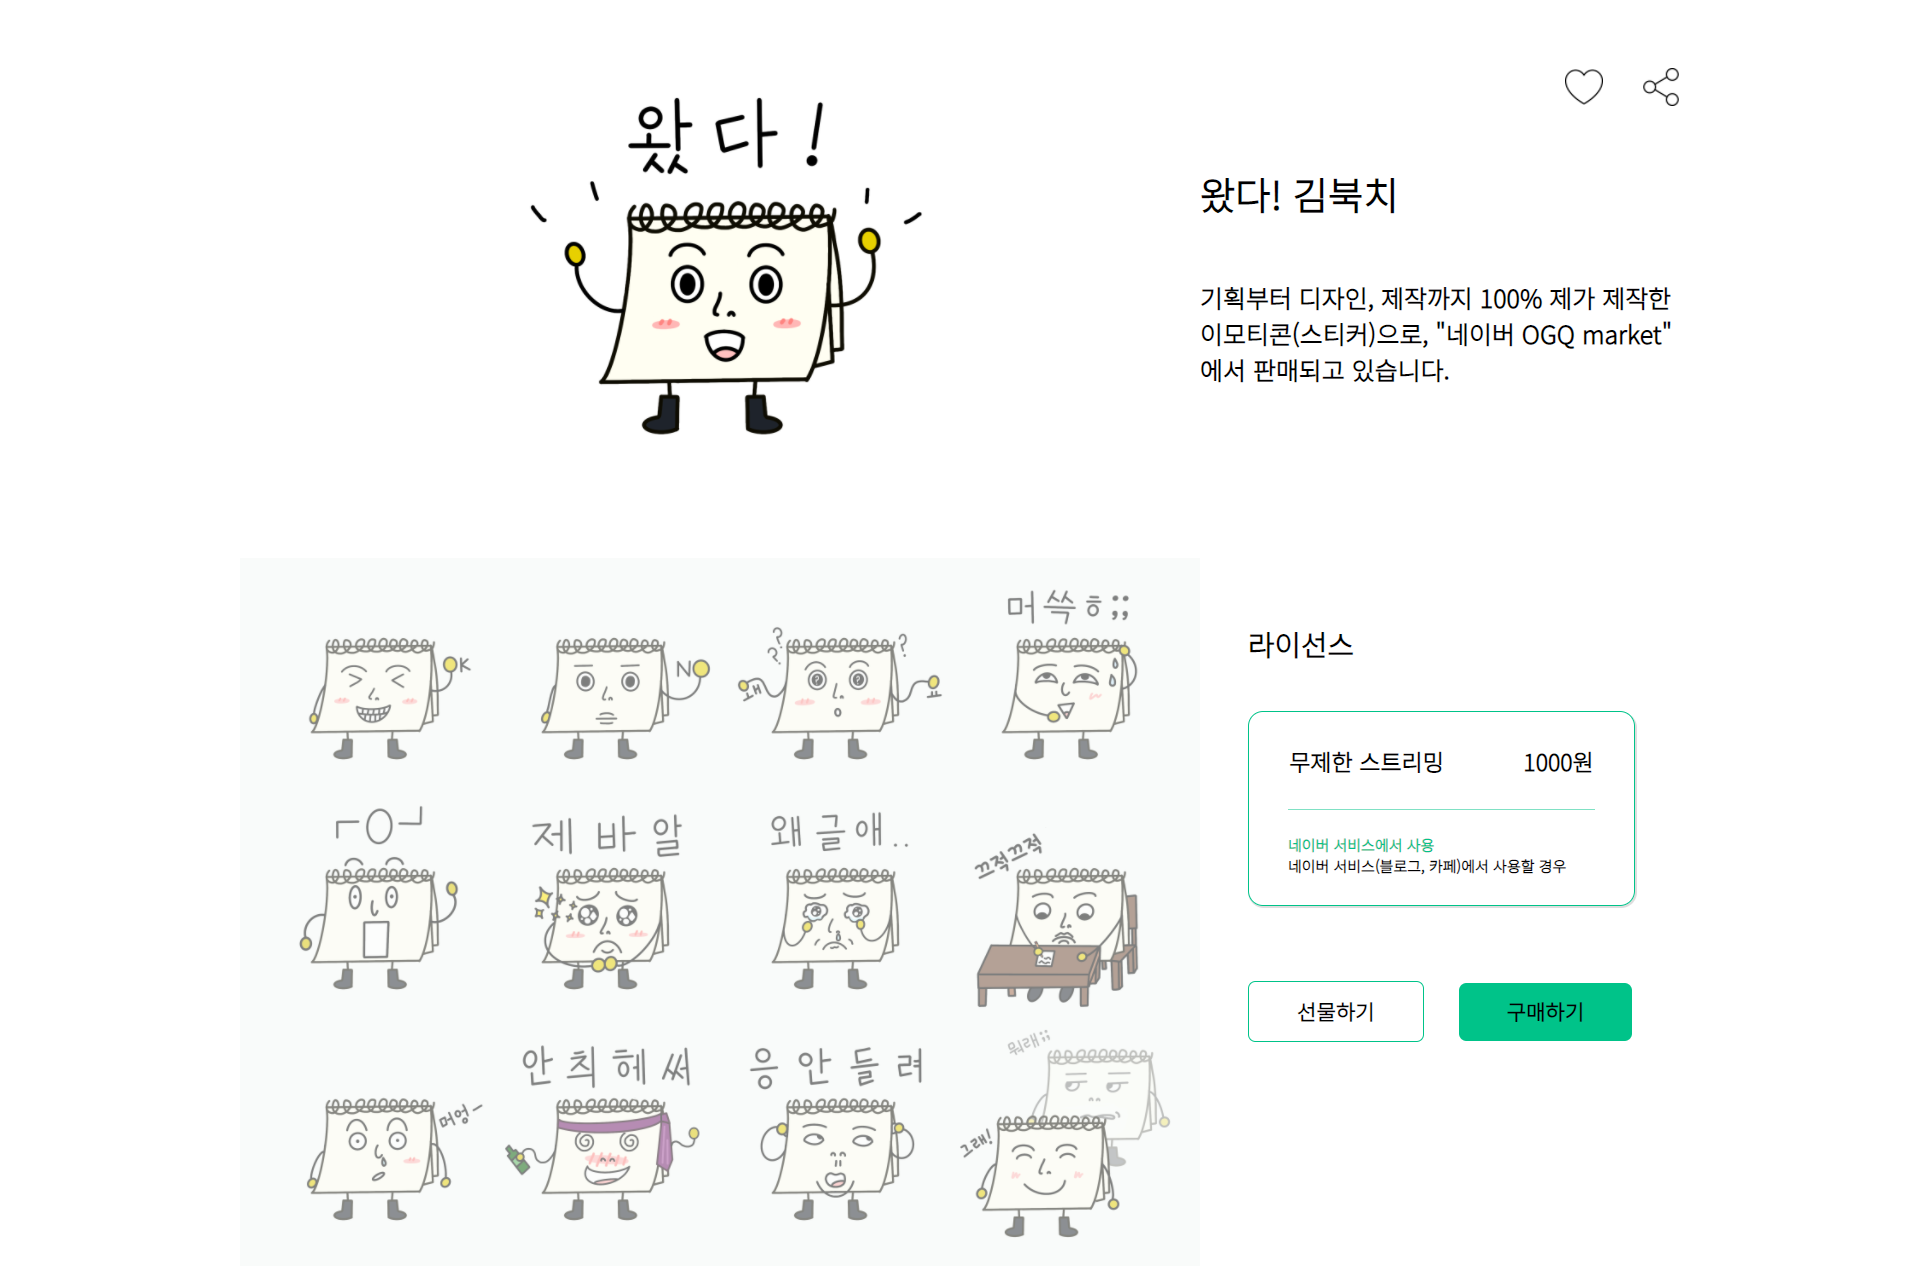 왔다!
왔다! 김북치
기획부터 디자인, 제작까지 100% 제가 제작한
이모티콘(스티커)으로, "네이버 OGQ market"
에서 판매되고 있습니다.
머쓱ㅎ;;
OK
NO
???
왜
요
ㄱㅇㄱ
제바알
왜글애..
끄적끄적
머엉~
안취혜써
응안들려
뭐래;;
그래!
라이선스
무제한 스트리밍 1000원
네이버 서비스에서 사용
네이버 서비스(블로그, 카페)에서 사용할 경우
선물하기
구매하기